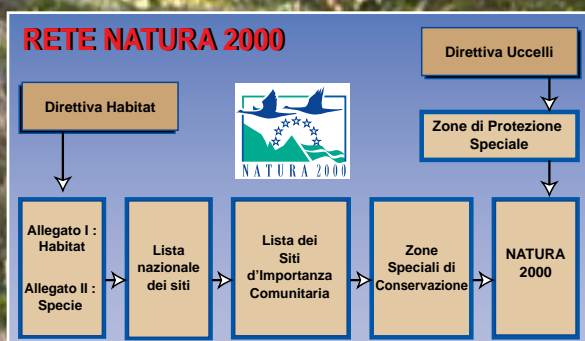 RETE NATURA 2000
Direttiva Uccelli
Direttiva Habitat
Zone di Protezione
Speciale
NATURA 2000
Allegato I :
Habitat
Allegato II :
Specie
Lista
nazionale
dei siti
Lista dei
Siti
d'Importanza
Comunitaria
Zone
Speciali di
Conservazione
NATURA
2000